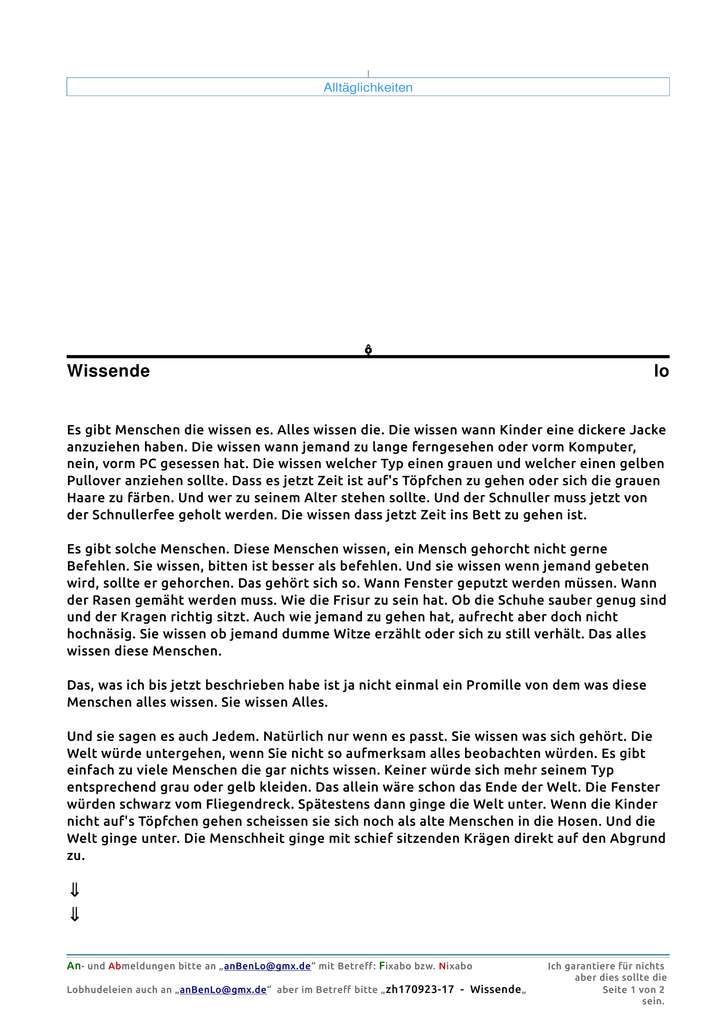 Alltäglichkeiten
Wissende lo
Es gibt Menschen die wissen es. Alles wissen die. Die wissen wann Kinder eine dickere Jacke
anzuziehen haben. Die wissen wann jemand zu lange ferngesehen oder vorm Computer,
nein, vorm PC gesessen hat. Die wissen welcher Typ einen grauen und welcher einen gelben
Pullover anziehen sollte. Dass es jetzt Zeit ist auf's Töpfchen zu gehen oder sich die grauen
Haare zu färben. Und wer zu seinem Alter stehen sollte. Und der Schnuller muss jetzt von
der Schnullerfee geholt werden. Die wissen dass jetzt Zeit ins Bett zu gehen ist.
Es gibt solche Menschen. Diese Menschen wissen, ein Mensch gehorcht nicht gerne
Befehlen. Sie wissen, bitten ist besser als befehlen. Und sie wissen wenn jemand gebeten
wird, sollte er gehorchen. Das gehört sich so. Wann Fenster geputzt werden müssen. Wann
der Rasen gemäht werden muss. Wie die Frisur zu sein hat. Ob die Schuhe sauber genug sind
und der Kragen richtig sitzt. Auch wie jemand zu gehen hat, aufrecht aber doch nicht
hochnäsig. Sie wissen ob jemand dumme Witze erzählt oder sich zu still verhält. Das alles
wissen diese Menschen.
Das, was ich bis jetzt beschrieben habe ist ja nicht einmal ein Promille von dem was diese
Menschen alles wissen. Sie wissen Alles.
Und sie sagen es auch Jedem. Natürlich nur wenn es passt. Sie wissen was sich gehört. Die
Welt würde untergehen, wenn Sie nicht so aufmerksam alles beobachten würden. Es gibt
einfach zu viele Menschen die gar nichts wissen. Keiner würde sich mehr seinem Typ
entsprechend grau oder gelb kleiden. Das allein wäre schon das Ende der Welt. Die Fenster
würden schwarz vom Fliegendreck. Spätestens dann ginge die Welt unter. Wenn die Kinder
nicht auf's Töpfchen gehen scheissen sie sich noch als alte Menschen in die Hosen. Und die
Welt ginge unter. Die Menschheit ginge mit schief sitzenden Krägen direkt auf den Abgrund
zu.
⇓
⇓
An- und Abmeldungen bitte an „anBenLo@gmx.de" mit Betreff: Fixabo bzw. Nixabo Ich garantiere für nichts
aber dies sollte die
Lobhudeleien auch an „anBenLo@gmx.de" aber im Betreff bitte „zh170923-17 - Wissende„ Seite 1 von 2
sein.